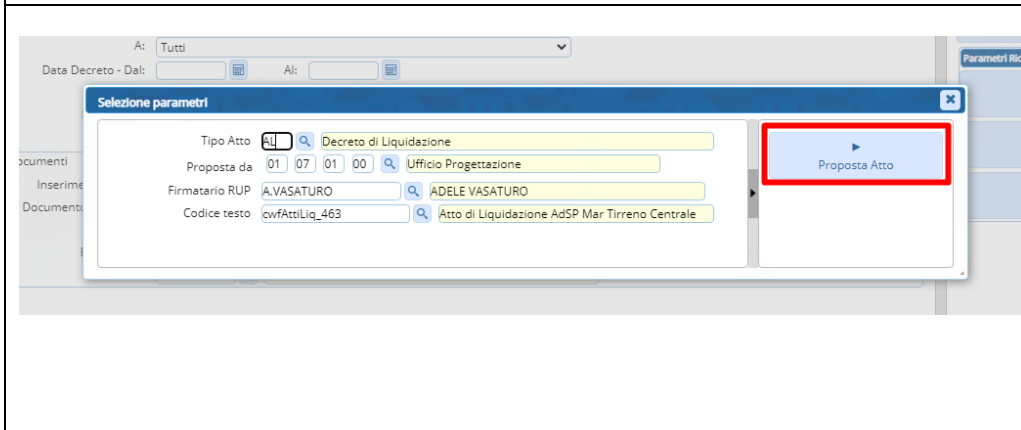 A: Tutti
Data Decreto - Dal: Al:
Parametri Ric
Selezione parametri
Tipo Atto AL Decreto di Liquidazione
Proposta da 01 07 01 00 Ufficio Progettazione
Firmatario RUP A.VASATURO ADELE VASATURO
Codice testo cwfAttiLiq_463 Atto di Liquidazione AdSP Mar Tirreno Centrale
Proposta Atto
ocumenti
Inserime
Documento